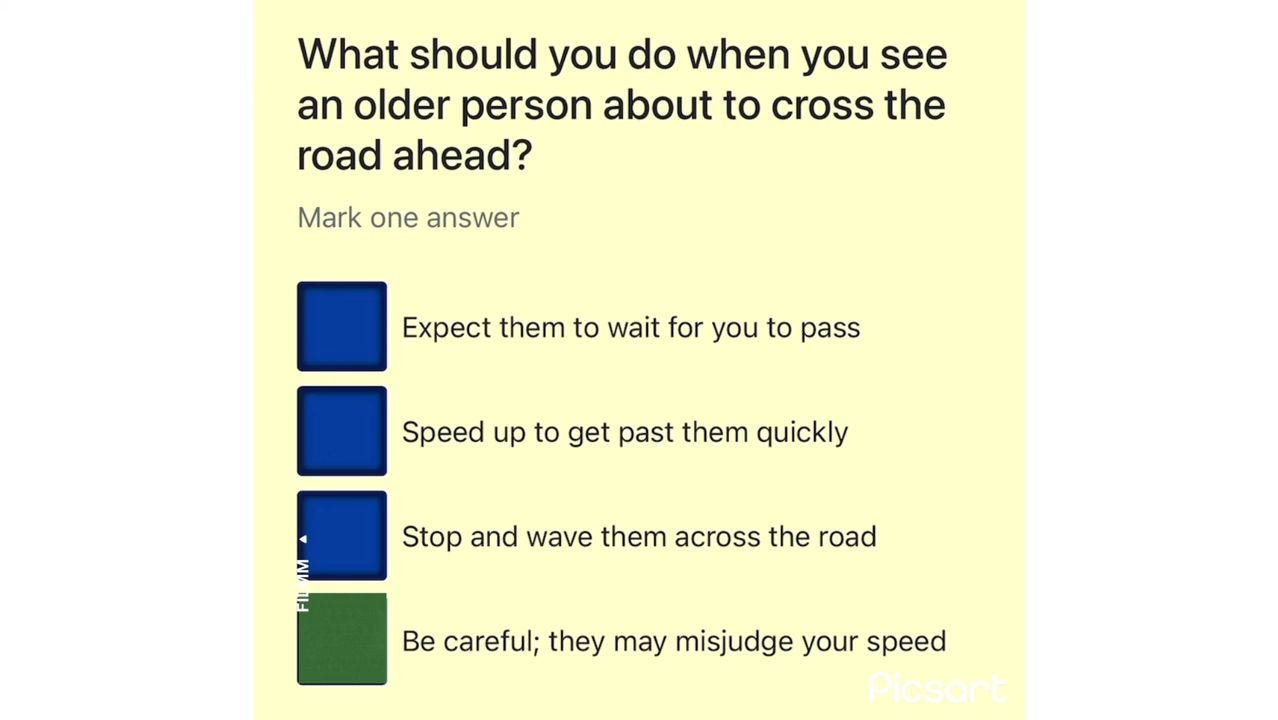 What should you do when you see
an older person about to cross the
road ahead?
Mark one answer
Expect them to wait for you to pass
Speed up to get past them quickly
Stop and wave them across the road
Be careful; they may misjudge your speed
Picsart